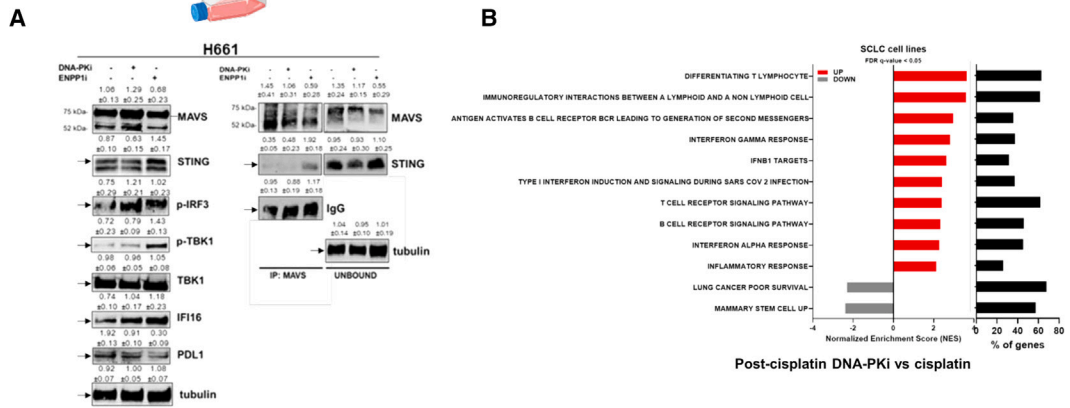 A
H661
DNA-PKi - + -
ENPP1i - - +
1.06 1.29 0.68
±0.13 ±0.25 ±0.23
75 kDa
52 kDa
MAVS
0.87 0.63 1.45
±0.10 ±0.15 ±0.17
STING
0.75 1.21 1.02
±0.29 ±0.21 ±0.23
p-IRF3
0.72 0.79 1.43
±0.23 ±0.09 ±0.13
p-TBK1
0.98 0.96 1.05
±0.06 ±0.05 ±0.08
TBK1
0.74 1.04 1.18
±0.10 ±0.17 ±0.23
IFI16
1.92 0.91 0.30
±0.13 ±0.10 ±0.09
PDL1
0.92 1.00 1.08
±0.07 ±0.05 ±0.07
tubulin
DNA-PKi - + - - + -
ENPP1i - - + - - +
1.45 1.06 0.59 1.35 1.17 0.55
±0.41 ±0.31 ±0.28 ±0.24 ±0.15 ±0.29
75 kDa
52 kDa
MAVS
0.35 0.48 1.92 0.95 0.93 1.10
±0.05 ±0.23 ±0.18 ±0.24 ±0.30 ±0.25
STING
0.95 0.88 1.17
±0.13 ±0.19 ±0.18
IgG
1.04 0.95 1.01
±0.14 ±0.10 ±0.19
tubulin
IP: MAVS UNBOUND
B
SCLC cell lines
FDR q-value < 0.05
UP
DOWN
DIFFERENTIATING T LYMPHOCYTE
IMMUNOREGULATORY INTERACTIONS BETWEEN A LYMPHOID AND A NON LYMPHOID CELL
ANTIGEN ACTIVATES B CELL RECEPTOR BCR LEADING TO GENERATION OF SECOND MESSENGERS
INTERFERON GAMMA RESPONSE
IFNB1 TARGETS
TYPE I INTERFERON INDUCTION AND SIGNALING DURING SARS COV 2 INFECTION
T CELL RECEPTOR SIGNALING PATHWAY
B CELL RECEPTOR SIGNALING PATHWAY
INTERFERON ALPHA RESPONSE
INFLAMMATORY RESPONSE
LUNG CANCER POOR SURVIVAL
MAMMARY STEM CELL UP
-4 -2 0 2 4 0 20 40 60 80
Normalized Enrichment Score (NES) % of genes
Post-cisplatin DNA-PKi vs cisplatin